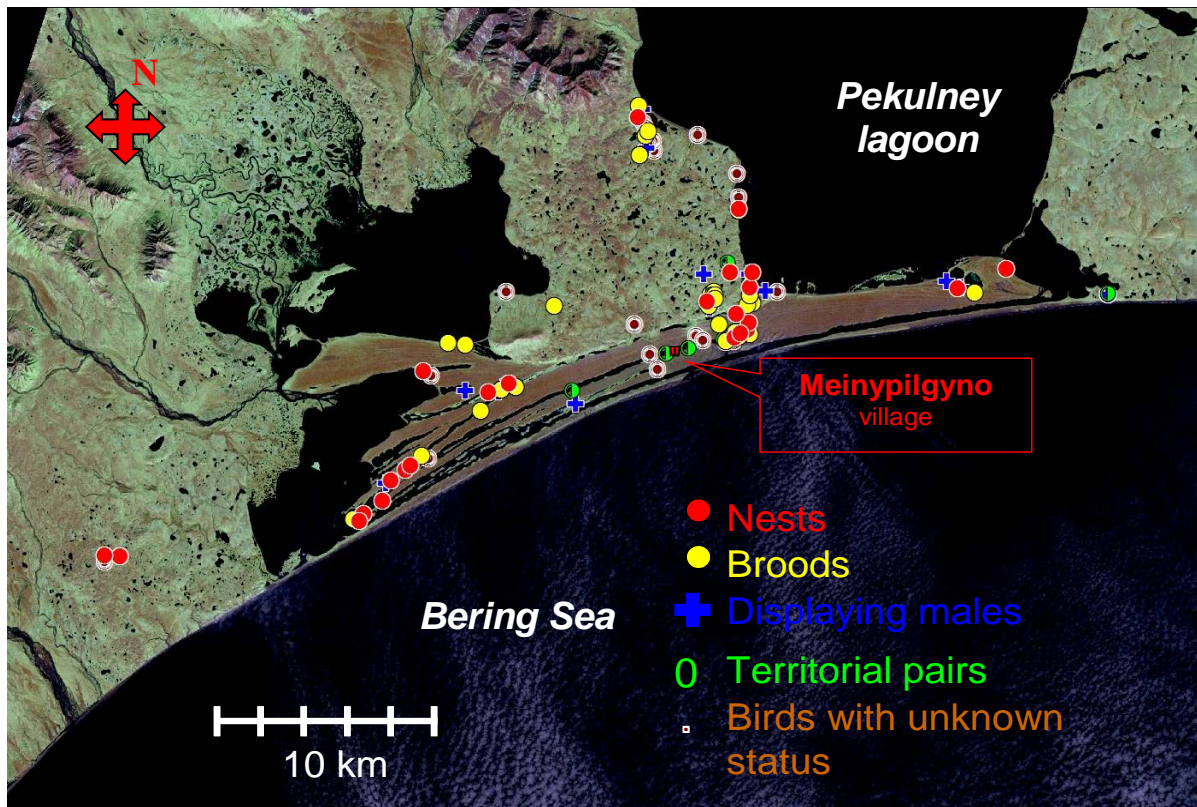 N
Pekulney
lagoon
Meinypilgyno
village
Nests
Broods
Bering Sea
Displaying males
0 Territorial pairs
Birds with unknown
status
10 km